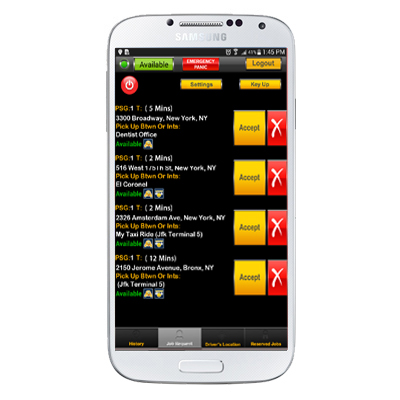 SAMSUNG
41% 1:45 PM
Available
EMERGENCY
PANIC
Logout
Settings
Key Up
PSG:1 T: ( 5 Mins)
3300 Broadway, New York, NY
Pick Up Btwn Or Ints:
Dentist Office
Available
Accept
X
PSG:1 T: ( 2 Mins)
516 West 175Th St, New York, NY
Pick Up Btwn Or Ints:
El Coronel
Available
Accept
X
PSG:1 T: ( 2 Mins)
2326 Amsterdam Ave, New York, NY
Pick Up Btwn Or Ints:
My Taxi Ride (Jfk Terminal 5)
Available
Accept
X
PSG:1 T: ( 12 Mins)
2150 Jerome Avenue, Bronx, NY
Pick Up Btwn Or Ints:
(Jfk Terminal 5)
Available
Accept
X
History
Job Request
Driver's Location
Reserved Jobs